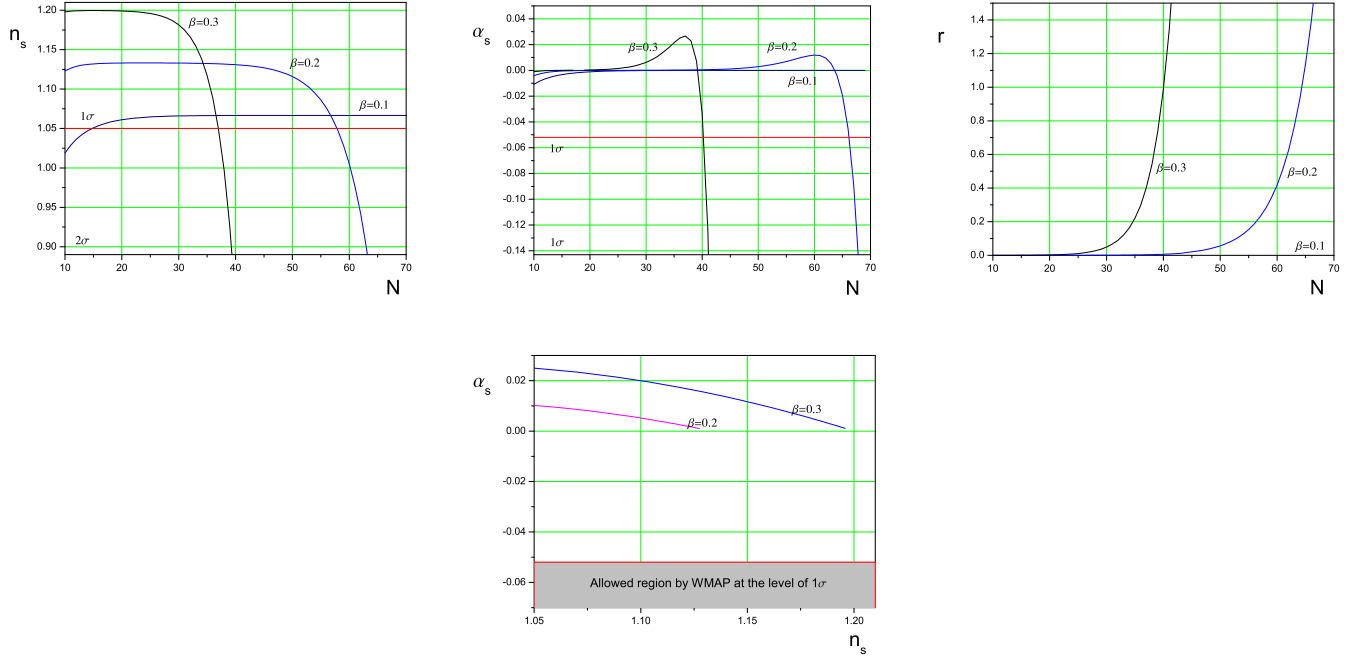 n_s
1.20
1.15
1.10
1.05
1.00
0.95
0.90
β=0.3
β=0.2
β=0.1
1σ
2σ
10 20 30 40 50 60 70
N
α_s
0.04
0.02
0.00
-0.02
-0.04
-0.06
-0.08
-0.10
-0.12
-0.14
β=0.3
β=0.2
β=0.1
1σ
1σ
10 20 30 40 50 60 70
N
r
1.4
1.2
1.0
0.8
0.6
0.4
0.2
0.0
β=0.3
β=0.2
β=0.1
10 20 30 40 50 60 70
N
α_s
0.02
0.00
-0.02
-0.04
-0.06
β=0.3
β=0.2
Allowed region by WMAP at the level of 1σ
1.05 1.10 1.15 1.20
n_s